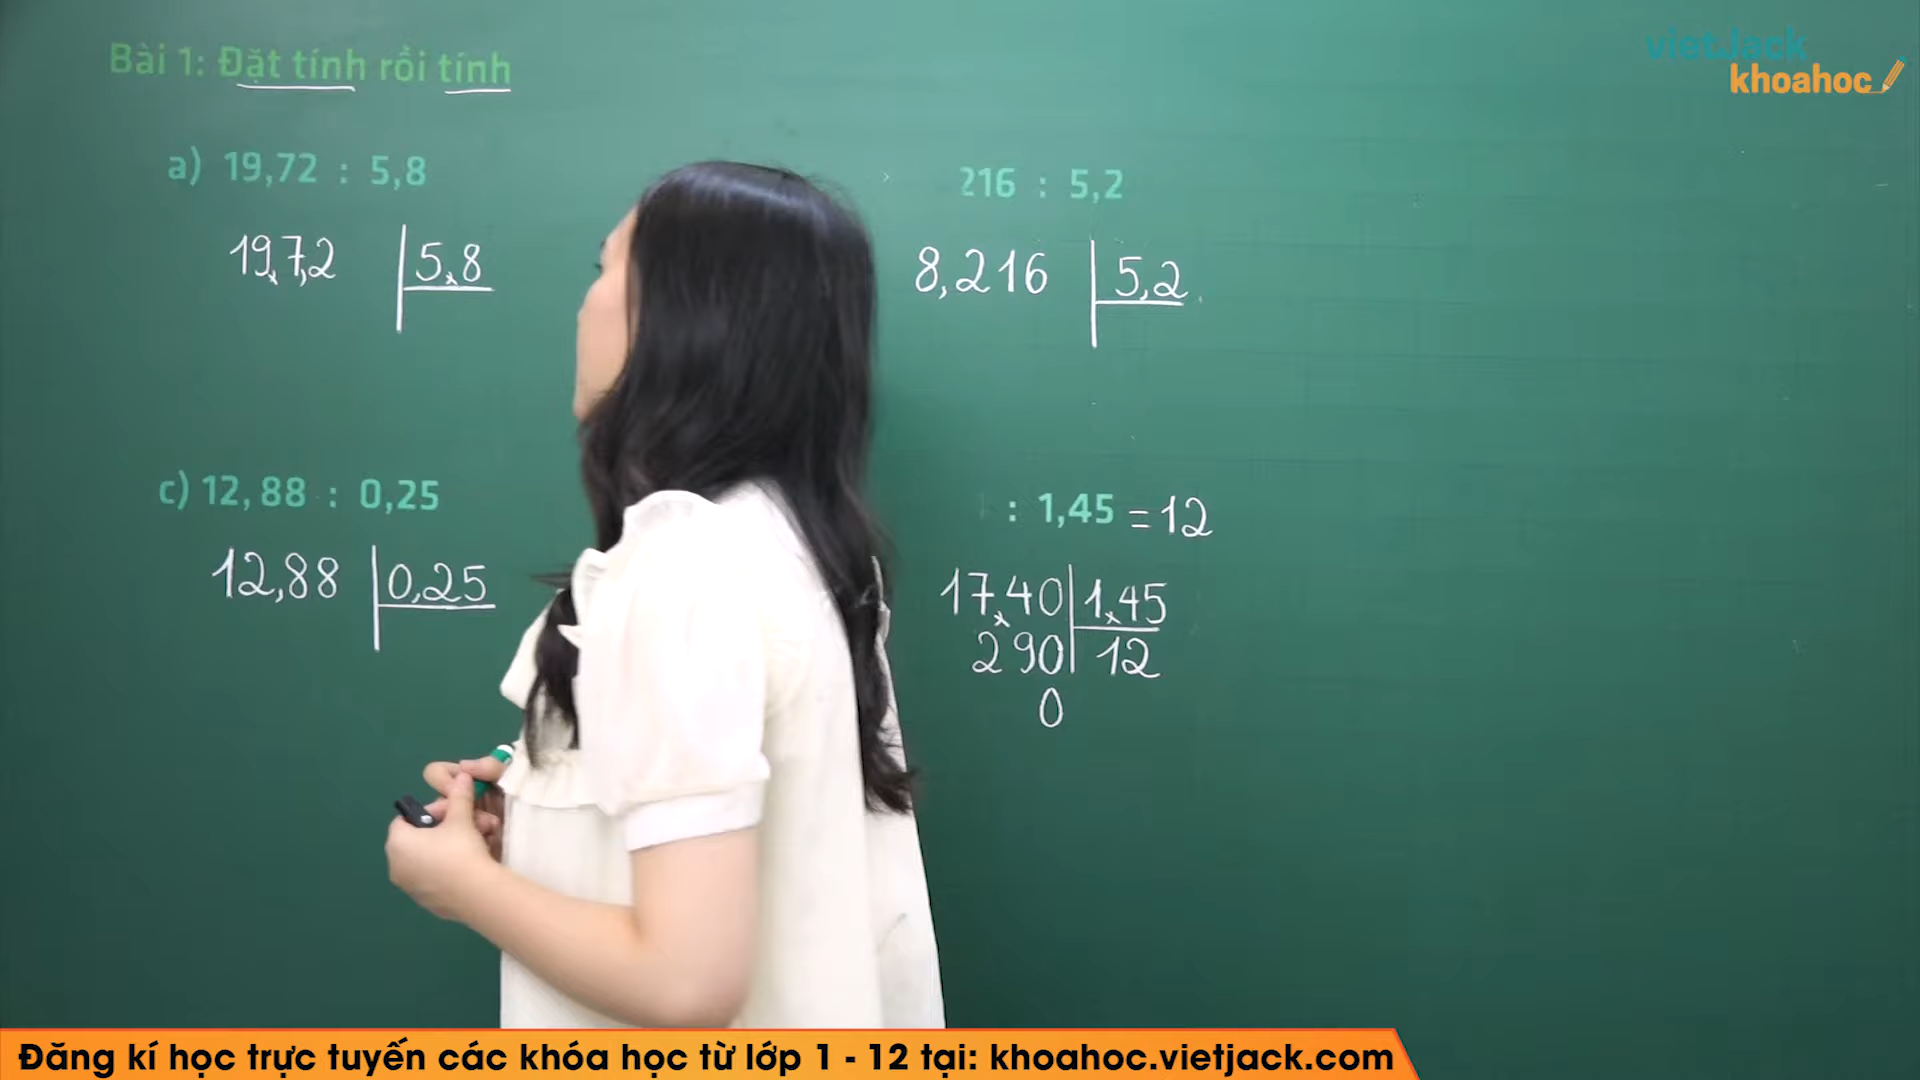 Bài 1: Đặt tính rồi tính
vietJack
khoahoc
a) 19,72 : 5,8
216 : 5,2
19,7,2 5,8
8,216 5,2
c) 12,88 : 0,25
: 1,45 = 12
12,88 0,25
17,40 1,45
290 12
0
Đăng kí học trực tuyến các khóa học từ lớp 1 - 12 tại: khoahoc.vietjack.com